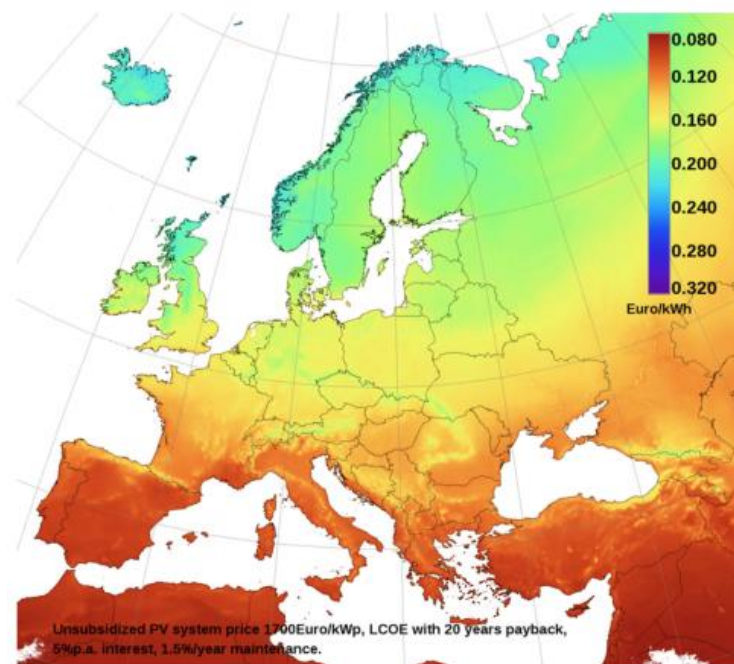 0.080
0.120
0.160
0.200
0.240
0.280
0.320
Euro/kWh
Unsubsidized PV system price 1700Euro/kWp, LCOE with 20 years payback,
5%p.a. interest, 1.5%/year maintenance.